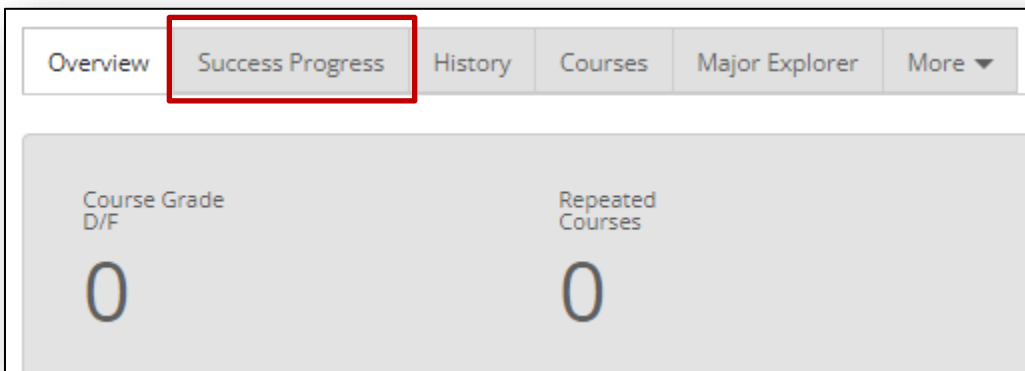 Overview Success Progress History Courses Major Explorer More
Course Grade
D/F
0
Repeated
Courses
0